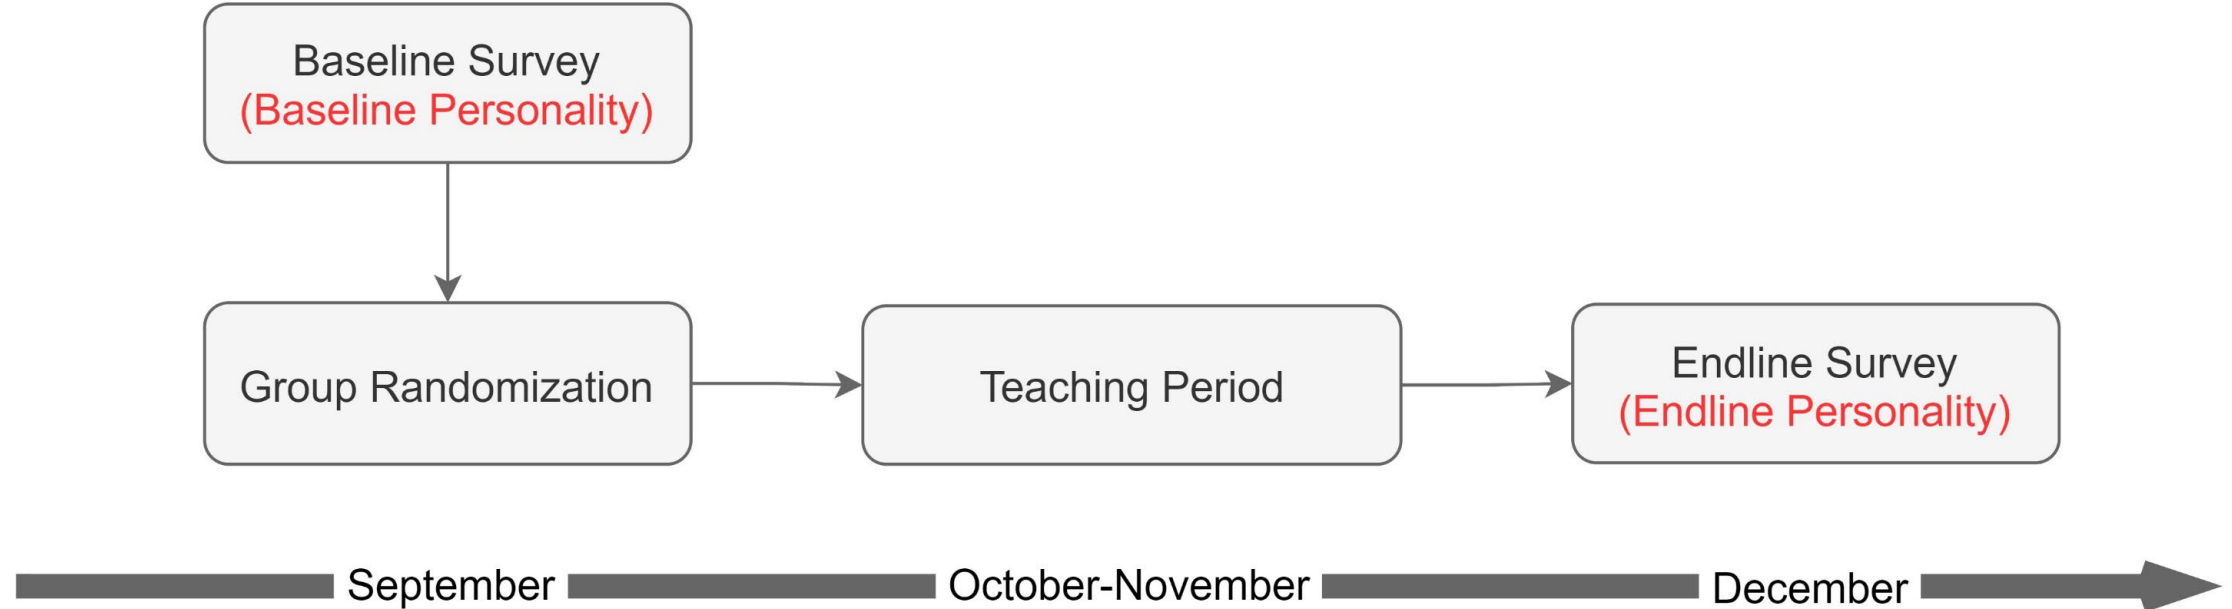 Baseline Survey
(Baseline Personality)
Group Randomization
Teaching Period
Endline Survey
(Endline Personality)
September
October-November
December